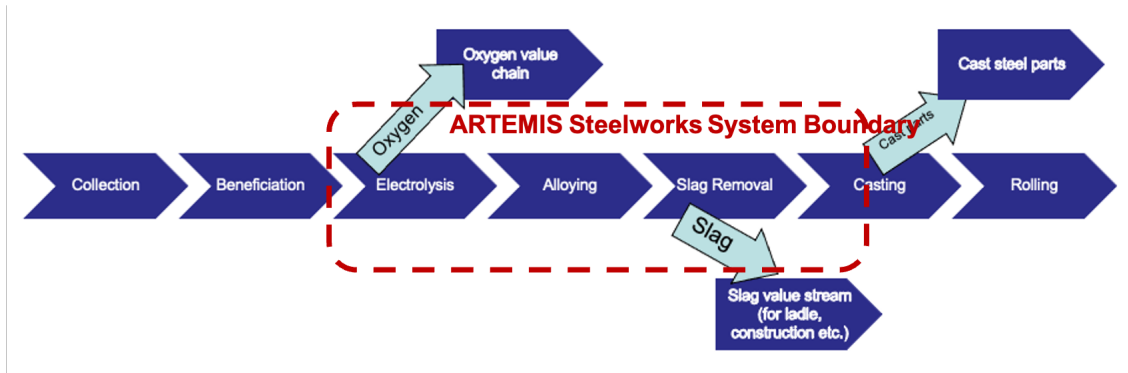 Oxygen value
chain
Cast steel parts
Oxygen
ARTEMIS Steelworks System Boundary
Cast parts
Collection
Beneficiation
Electrolysis
Alloying
Slag Removal
Casting
Rolling
Slag
Slag value stream
(for ladle,
construction etc.)